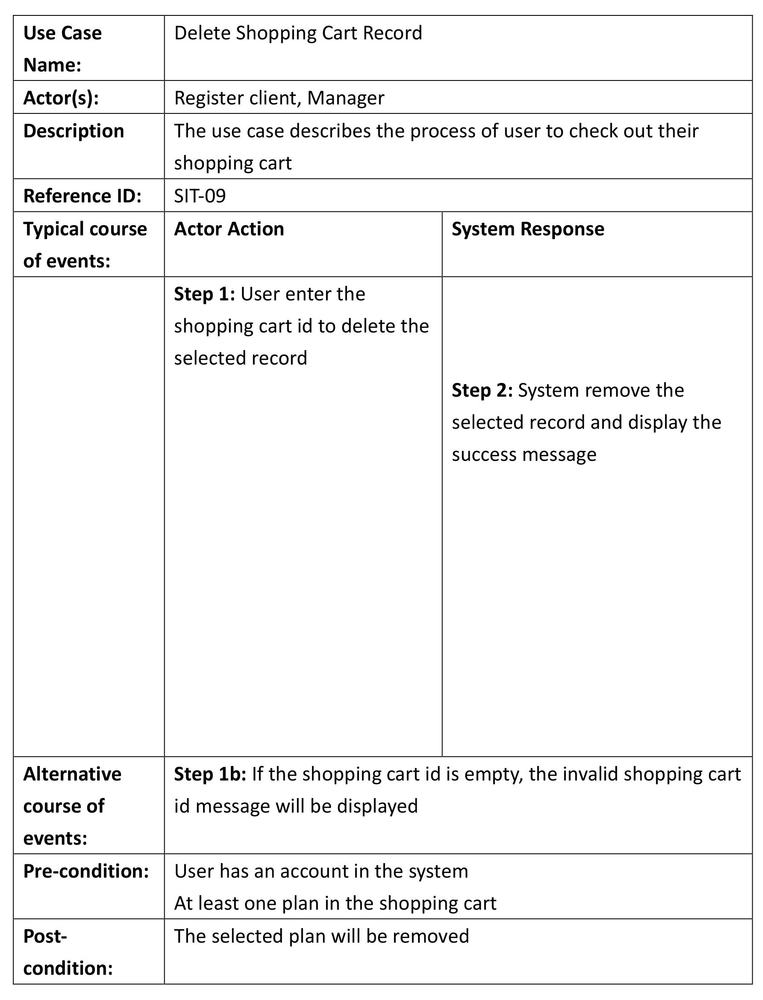 Use Case
Name:
Delete Shopping Cart Record
Actor(s):
Register client, Manager
Description
The use case describes the process of user to check out their
shopping cart
Reference ID:
SIT-09
Typical course
of events:
Actor Action
System Response
Step 1: User enter the
shopping cart id to delete the
selected record
Step 2: System remove the
selected record and display the
success message
Alternative
course of
events:
Step 1b: If the shopping cart id is empty, the invalid shopping cart
id message will be displayed
Pre-condition:
User has an account in the system
At least one plan in the shopping cart
Post-
condition:
The selected plan will be removed